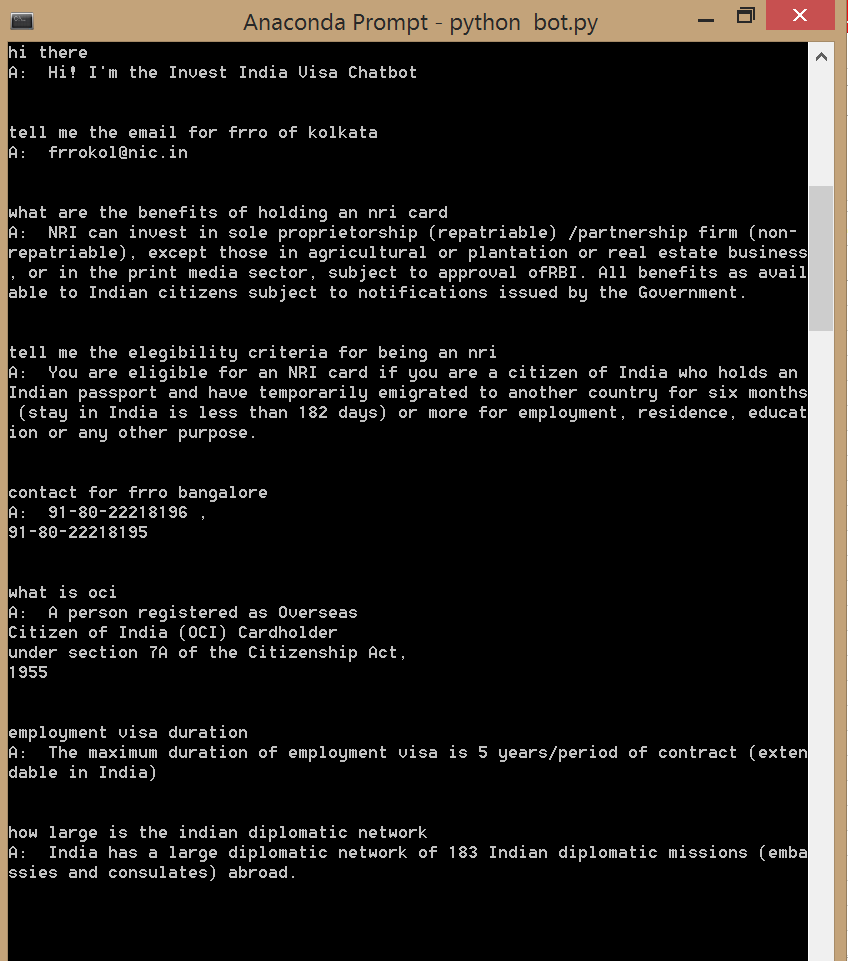 Anaconda Prompt - python bot.py
hi there
A:  Hi! I'm the Invest India Visa Chatbot
tell me the email for frro of kolkata
A:  frrokol@nic.in
what are the benefits of holding an nri card
A:  NRI can invest in sole proprietorship (repatriable) /partnership firm (non-
repatriable), except those in agricultural or plantation or real estate business
, or in the print media sector, subject to approval ofRBI. All benefits as avail
able to Indian citizens subject to notifications issued by the Government.
tell me the elegibility criteria for being an nri
A:  You are eligible for an NRI card if you are a citizen of India who holds an
Indian passport and have temporarily emigrated to another country for six months
 (stay in India is less than 182 days) or more for employment, residence, educat
ion or any other purpose.
contact for frro bangalore
A:  91-80-22218196 ,
91-80-22218195
what is oci
A:  A person registered as Overseas
Citizen of India (OCI) Cardholder
under section 7A of the Citizenship Act,
1955
employment visa duration
A:  The maximum duration of employment visa is 5 years/period of contract (exten
dable in India)
how large is the indian diplomatic network
A:  India has a large diplomatic network of 183 Indian diplomatic missions (emba
ssies and consulates) abroad.